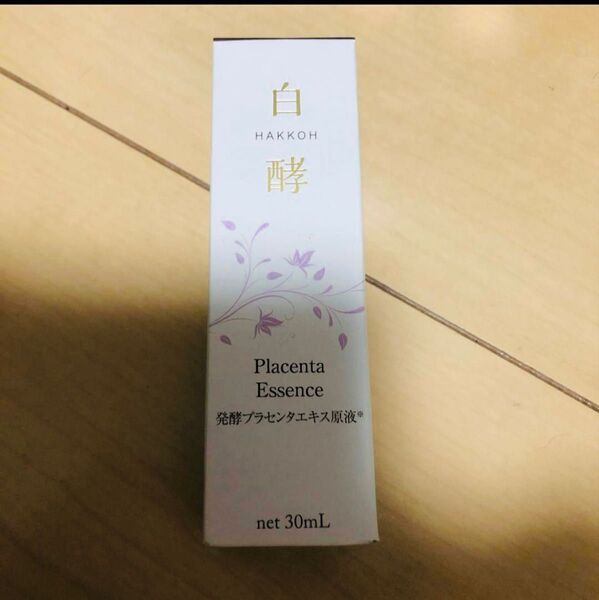 白
HAKKOH
酵
Placenta
Essence
発酵プラセンタエキス原液※
net 30mL